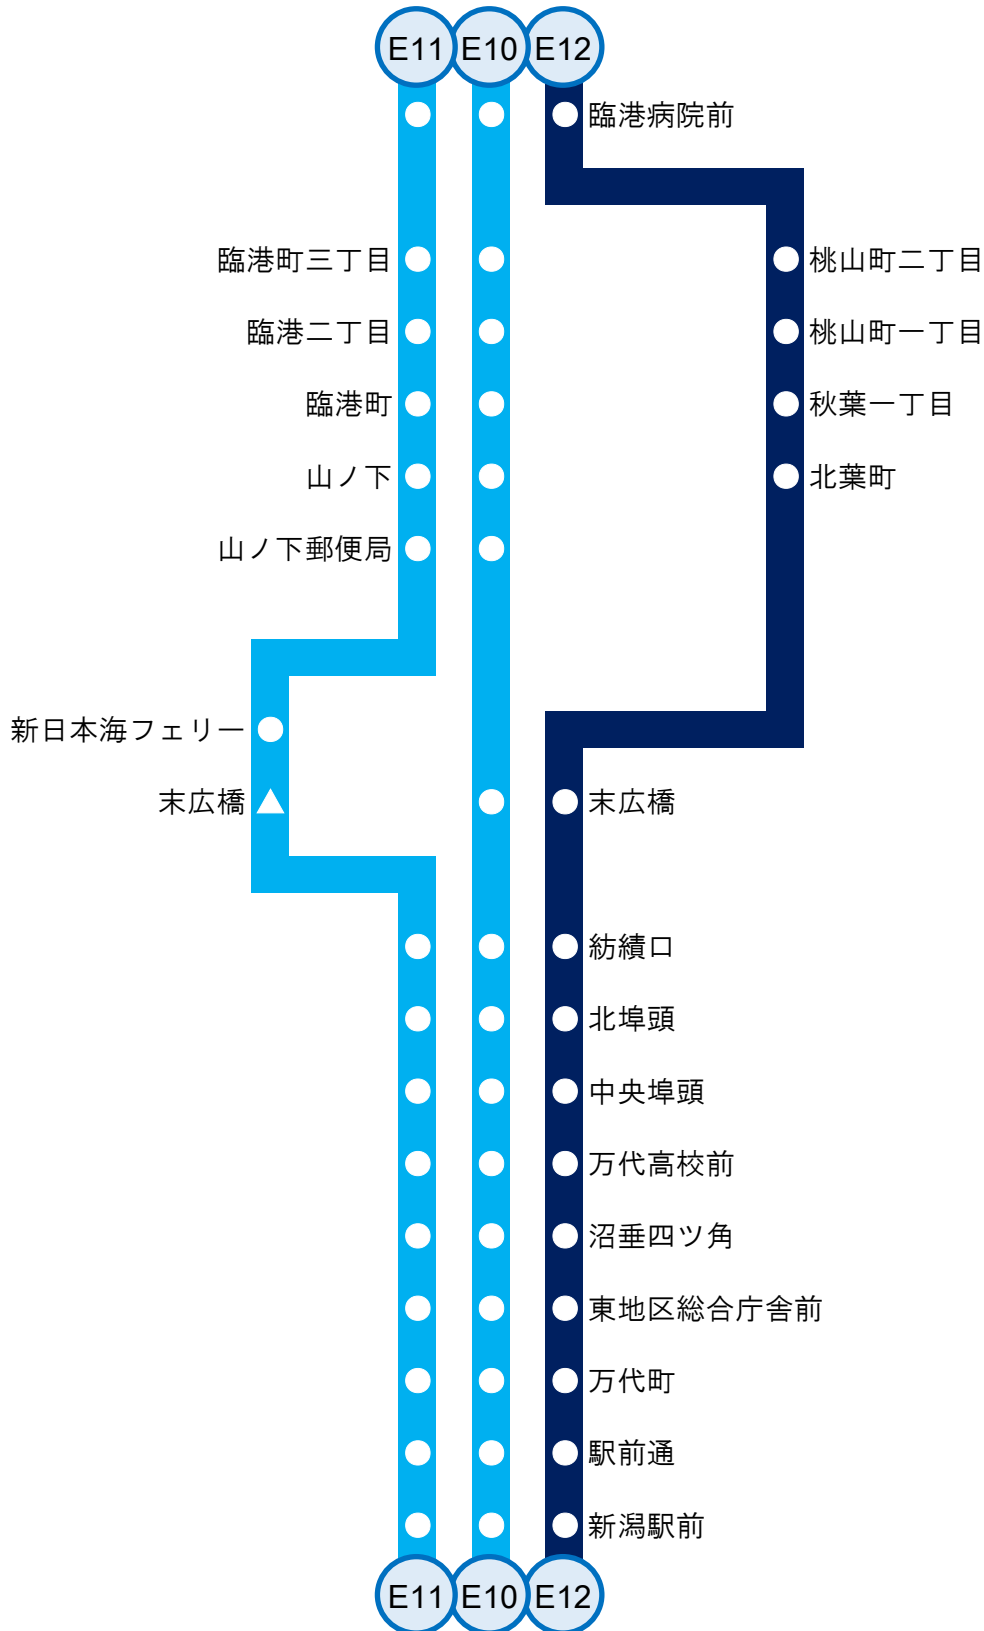 E11 E10 E12
臨港病院前
臨港町三丁目
桃山町二丁目
臨港二丁目
桃山町一丁目
臨港町
秋葉一丁目
山ノ下
北葉町
山ノ下郵便局
新日本海フェリー
末広橋
末広橋
紡績口
北埠頭
中央埠頭
万代高校前
沼垂四ツ角
東地区総合庁舎前
万代町
駅前通
新潟駅前
E11 E10 E12